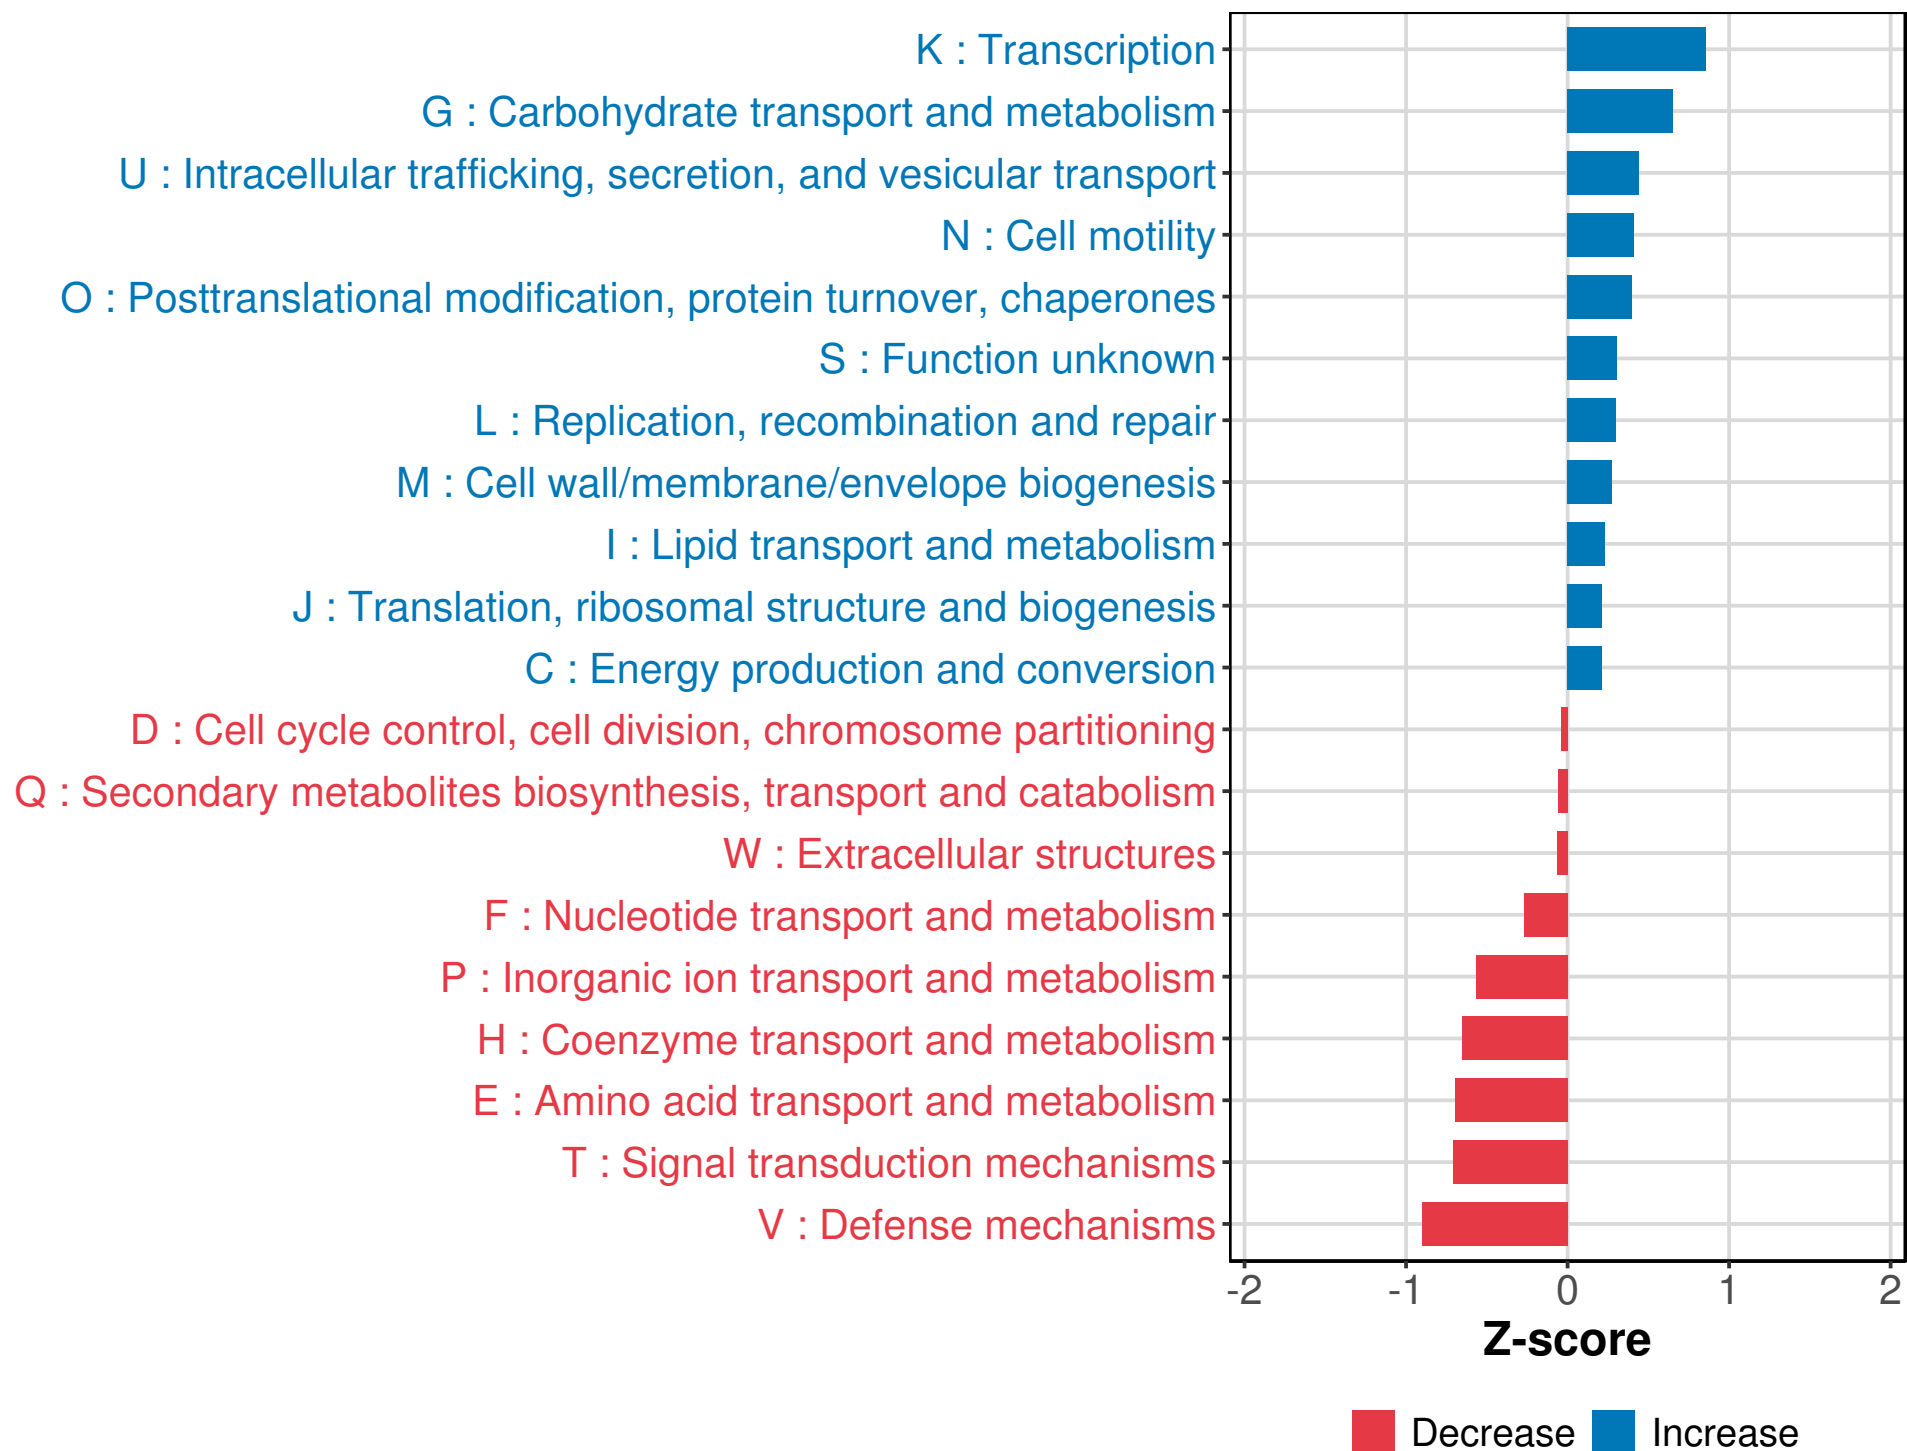 K : Transcription
G : Carbohydrate transport and metabolism
U : Intracellular trafficking, secretion, and vesicular transport
N : Cell motility
O : Posttranslational modification, protein turnover, chaperones
S : Function unknown
L : Replication, recombination and repair
M : Cell wall/membrane/envelope biogenesis
I : Lipid transport and metabolism
J : Translation, ribosomal structure and biogenesis
C : Energy production and conversion
D : Cell cycle control, cell division, chromosome partitioning
Q : Secondary metabolites biosynthesis, transport and catabolism
W : Extracellular structures
F : Nucleotide transport and metabolism
P : Inorganic ion transport and metabolism
H : Coenzyme transport and metabolism
E : Amino acid transport and metabolism
T : Signal transduction mechanisms
V : Defense mechanisms
-2 -1 0 1 2
Z-score
Decrease Increase